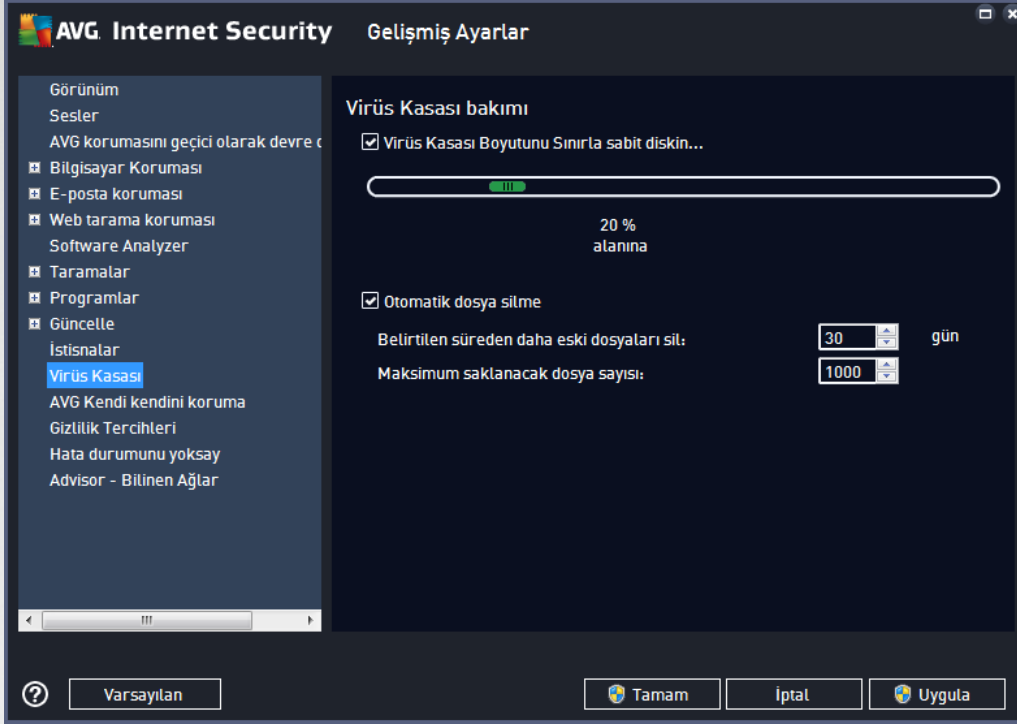 AVG. Internet Security Gelişmiş Ayarlar
Görünüm
Sesler
AVG korumasını geçici olarak devre
Bilgisayar Koruması
E-posta koruması
Web tarama koruması
Software Analyzer
Taramalar
Programlar
Güncelle
İstisnalar
Virüs Kasası
AVG Kendi kendini koruma
Gizlilik Tercihleri
Hata durumunu yoksay
Advisor - Bilinen Ağlar
Virüs Kasası bakımı
Virüs Kasası Boyutunu Sınırla sabit diskin...
20 %
alanına
Otomatik dosya silme
Belirtilen süreden daha eski dosyaları sil: 30 gün
Maksimum saklanacak dosya sayısı: 1000
? Varsayılan Tamam İptal Uygula